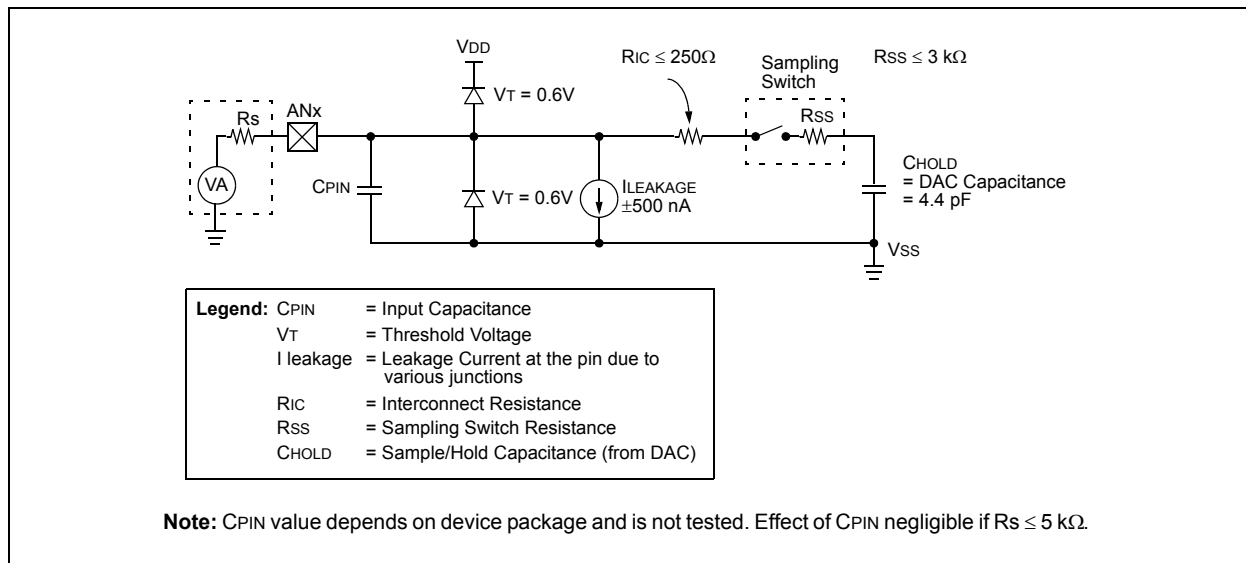 VDD
RIC ≤ 250Ω
Sampling
Switch
RSS ≤ 3 kΩ
VT = 0.6V
Rs
ANx
RSS
VA
CPIN
VT = 0.6V
ILEAKAGE
±500 nA
CHOLD
= DAC Capacitance
= 4.4 pF
VSS
Legend: CPIN = Input Capacitance
VT = Threshold Voltage
I leakage = Leakage Current at the pin due to
various junctions
RIC = Interconnect Resistance
RSS = Sampling Switch Resistance
CHOLD = Sample/Hold Capacitance (from DAC)
Note: CPIN value depends on device package and is not tested. Effect of CPIN negligible if Rs ≤ 5 kΩ.